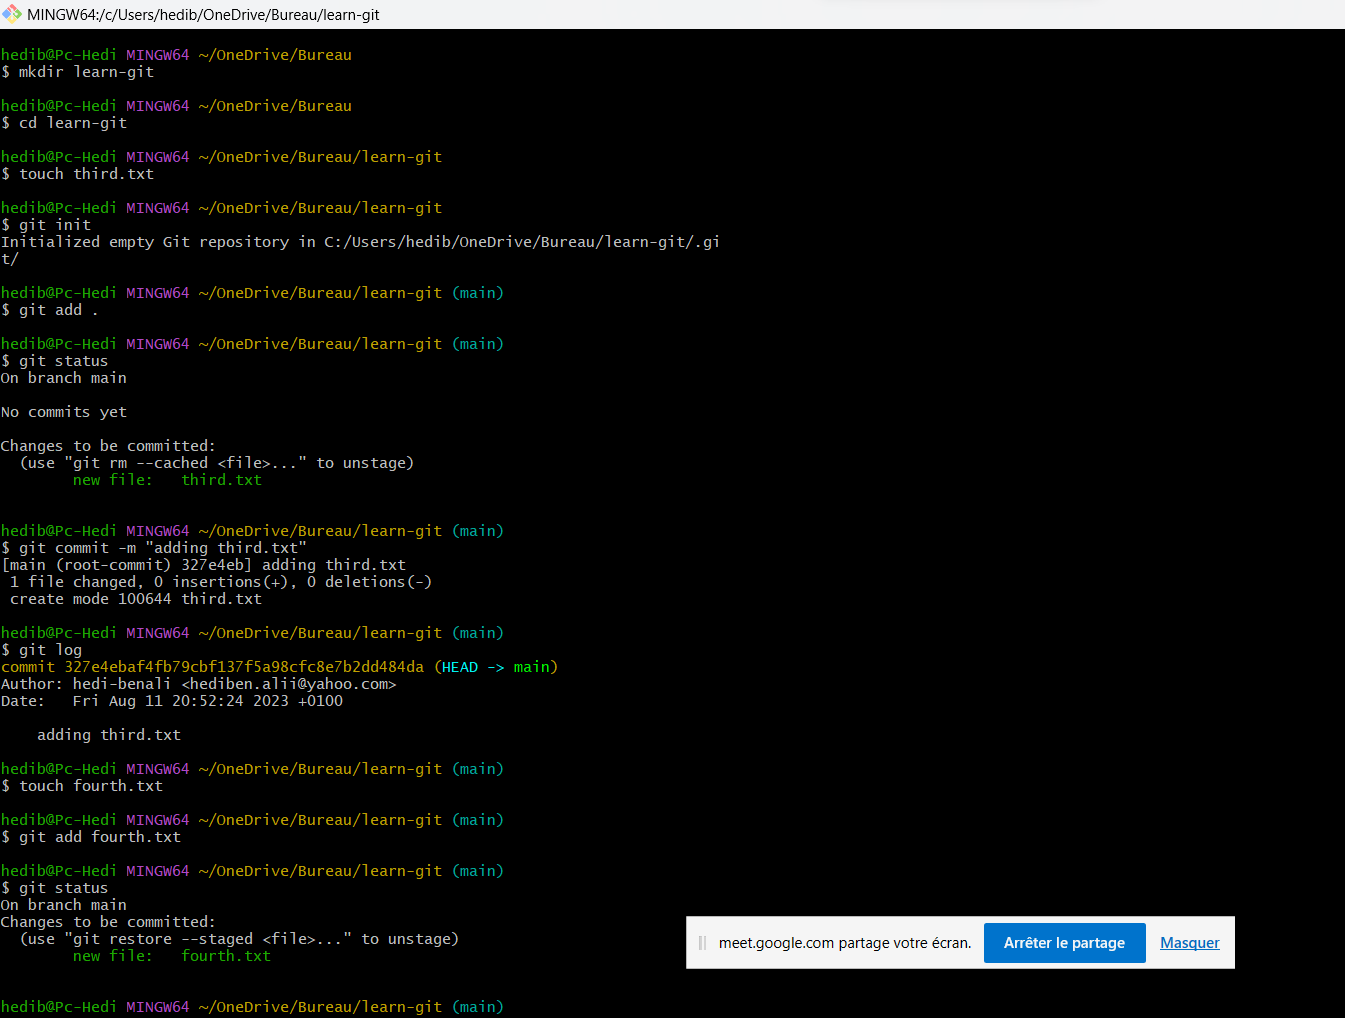 MINGW64:/c/Users/hedib/OneDrive/Bureau/learn-git
hedib@Pc-Hedi MINGW64 ~/OneDrive/Bureau
$ mkdir learn-git
hedib@Pc-Hedi MINGW64 ~/OneDrive/Bureau
$ cd learn-git
hedib@Pc-Hedi MINGW64 ~/OneDrive/Bureau/learn-git
$ touch third.txt
hedib@Pc-Hedi MINGW64 ~/OneDrive/Bureau/learn-git
$ git init
Initialized empty Git repository in C:/Users/hedib/OneDrive/Bureau/learn-git/.gi
t/
hedib@Pc-Hedi MINGW64 ~/OneDrive/Bureau/learn-git (main)
$ git add .
hedib@Pc-Hedi MINGW64 ~/OneDrive/Bureau/learn-git (main)
$ git status
On branch main
No commits yet
Changes to be committed:
  (use "git rm --cached <file>..." to unstage)
        new file:   third.txt
hedib@Pc-Hedi MINGW64 ~/OneDrive/Bureau/learn-git (main)
$ git commit -m "adding third.txt"
[main (root-commit) 327e4eb] adding third.txt
 1 file changed, 0 insertions(+), 0 deletions(-)
 create mode 100644 third.txt
hedib@Pc-Hedi MINGW64 ~/OneDrive/Bureau/learn-git (main)
$ git log
commit 327e4ebaf4fb79cbf137f5a98cfc8e7b2dd484da (HEAD -> main)
Author: hedi-benali <hediben.alii@yahoo.com>
Date:   Fri Aug 11 20:52:24 2023 +0100
    adding third.txt
hedib@Pc-Hedi MINGW64 ~/OneDrive/Bureau/learn-git (main)
$ touch fourth.txt
hedib@Pc-Hedi MINGW64 ~/OneDrive/Bureau/learn-git (main)
$ git add fourth.txt
hedib@Pc-Hedi MINGW64 ~/OneDrive/Bureau/learn-git (main)
$ git status
On branch main
Changes to be committed:
  (use "git restore --staged <file>..." to unstage)
        new file:   fourth.txt
hedib@Pc-Hedi MINGW64 ~/OneDrive/Bureau/learn-git (main)
meet.google.com partage votre écran.
Arrêter le partage
Masquer